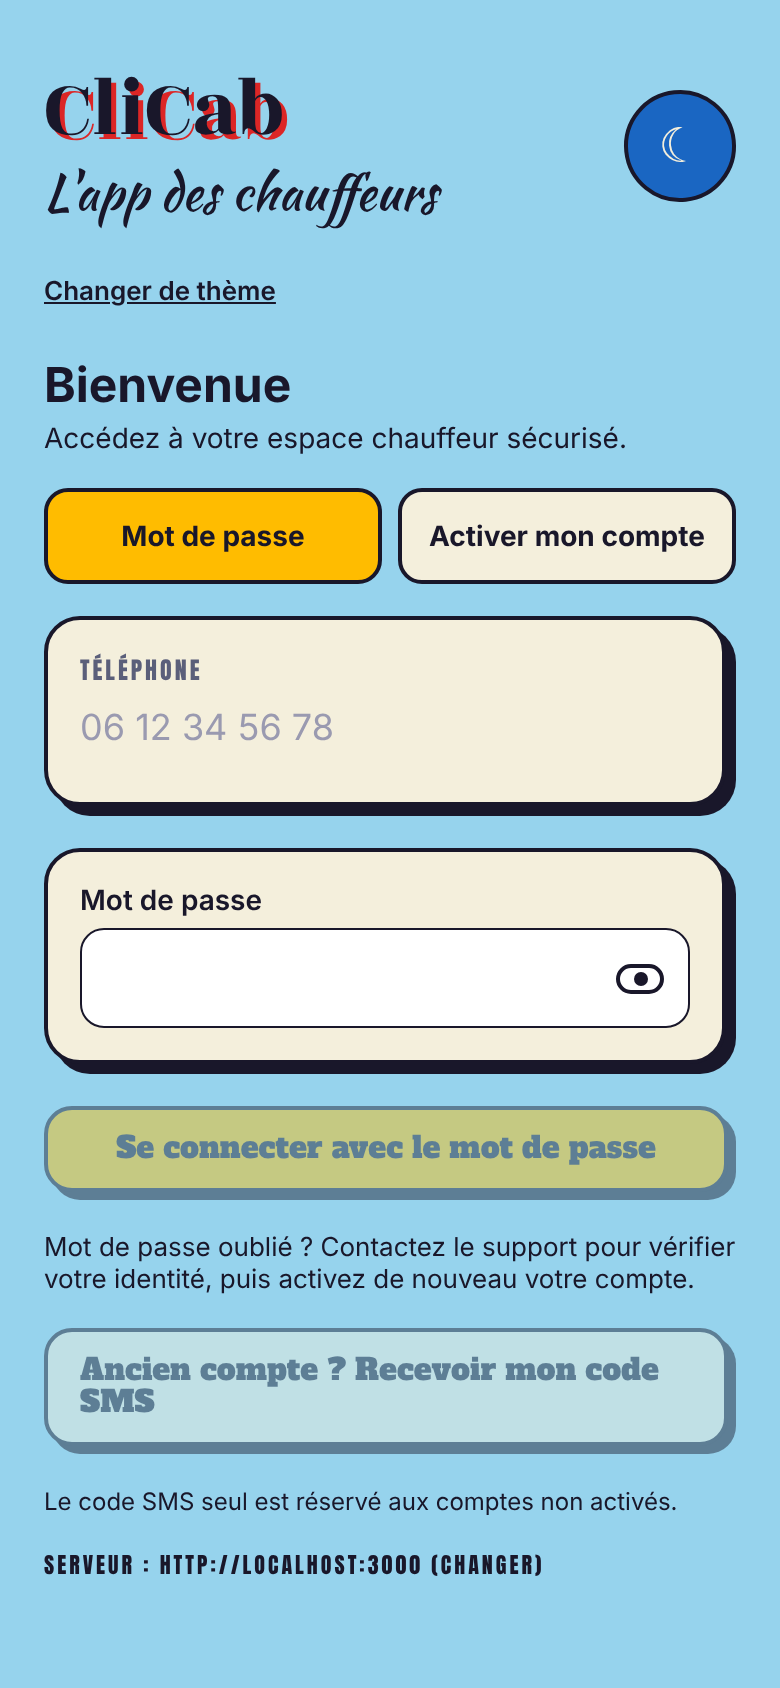 CliCab
L'app des chauffeurs
Changer de thème
Bienvenue
Accédez à votre espace chauffeur sécurisé.
Mot de passe
Activer mon compte
TÉLÉPHONE
06 12 34 56 78
Mot de passe
Se connecter avec le mot de passe
Mot de passe oublié ? Contactez le support pour vérifier
votre identité, puis activez de nouveau votre compte.
Ancien compte ? Recevoir mon code
SMS
Le code SMS seul est réservé aux comptes non activés.
SERVEUR : HTTP://LOCALHOST:3000 (CHANGER)